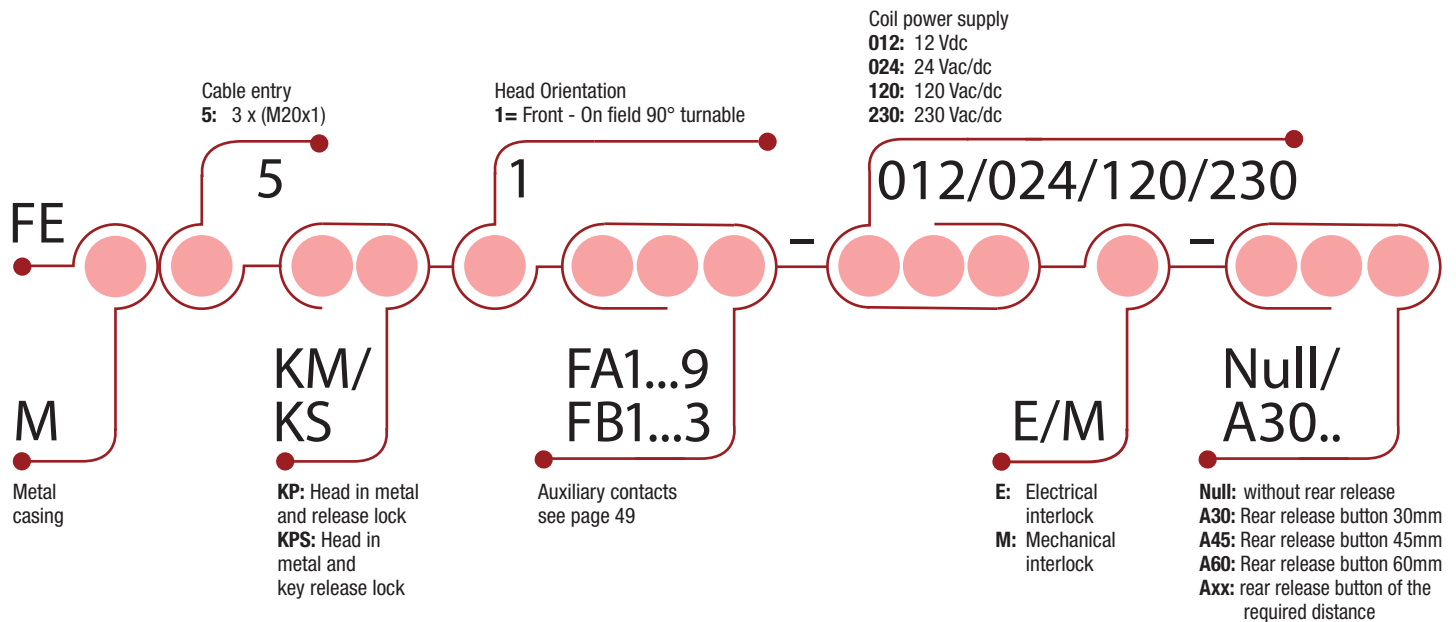 Coil power supply
012: 12 Vdc
024: 24 Vac/dc
120: 120 Vac/dc
230: 230 Vac/dc
Cable entry
5: 3 x (M20x1)
Head Orientation
1= Front - On field 90° turnable
5
1
012/024/120/230
FE
–
–
M
KM/
KS
FA1...9
FB1...3
E/M
Null/
A30..
Metal
casing
KP: Head in metal
and release lock
KPS: Head in
metal and
key release lock
Auxiliary contacts
see page 49
E: Electrical
interlock
M: Mechanical
interlock
Null: without rear release
A30: Rear release button 30mm
A45: Rear release button 45mm
A60: Rear release button 60mm
Axx: rear release button of the
required distance